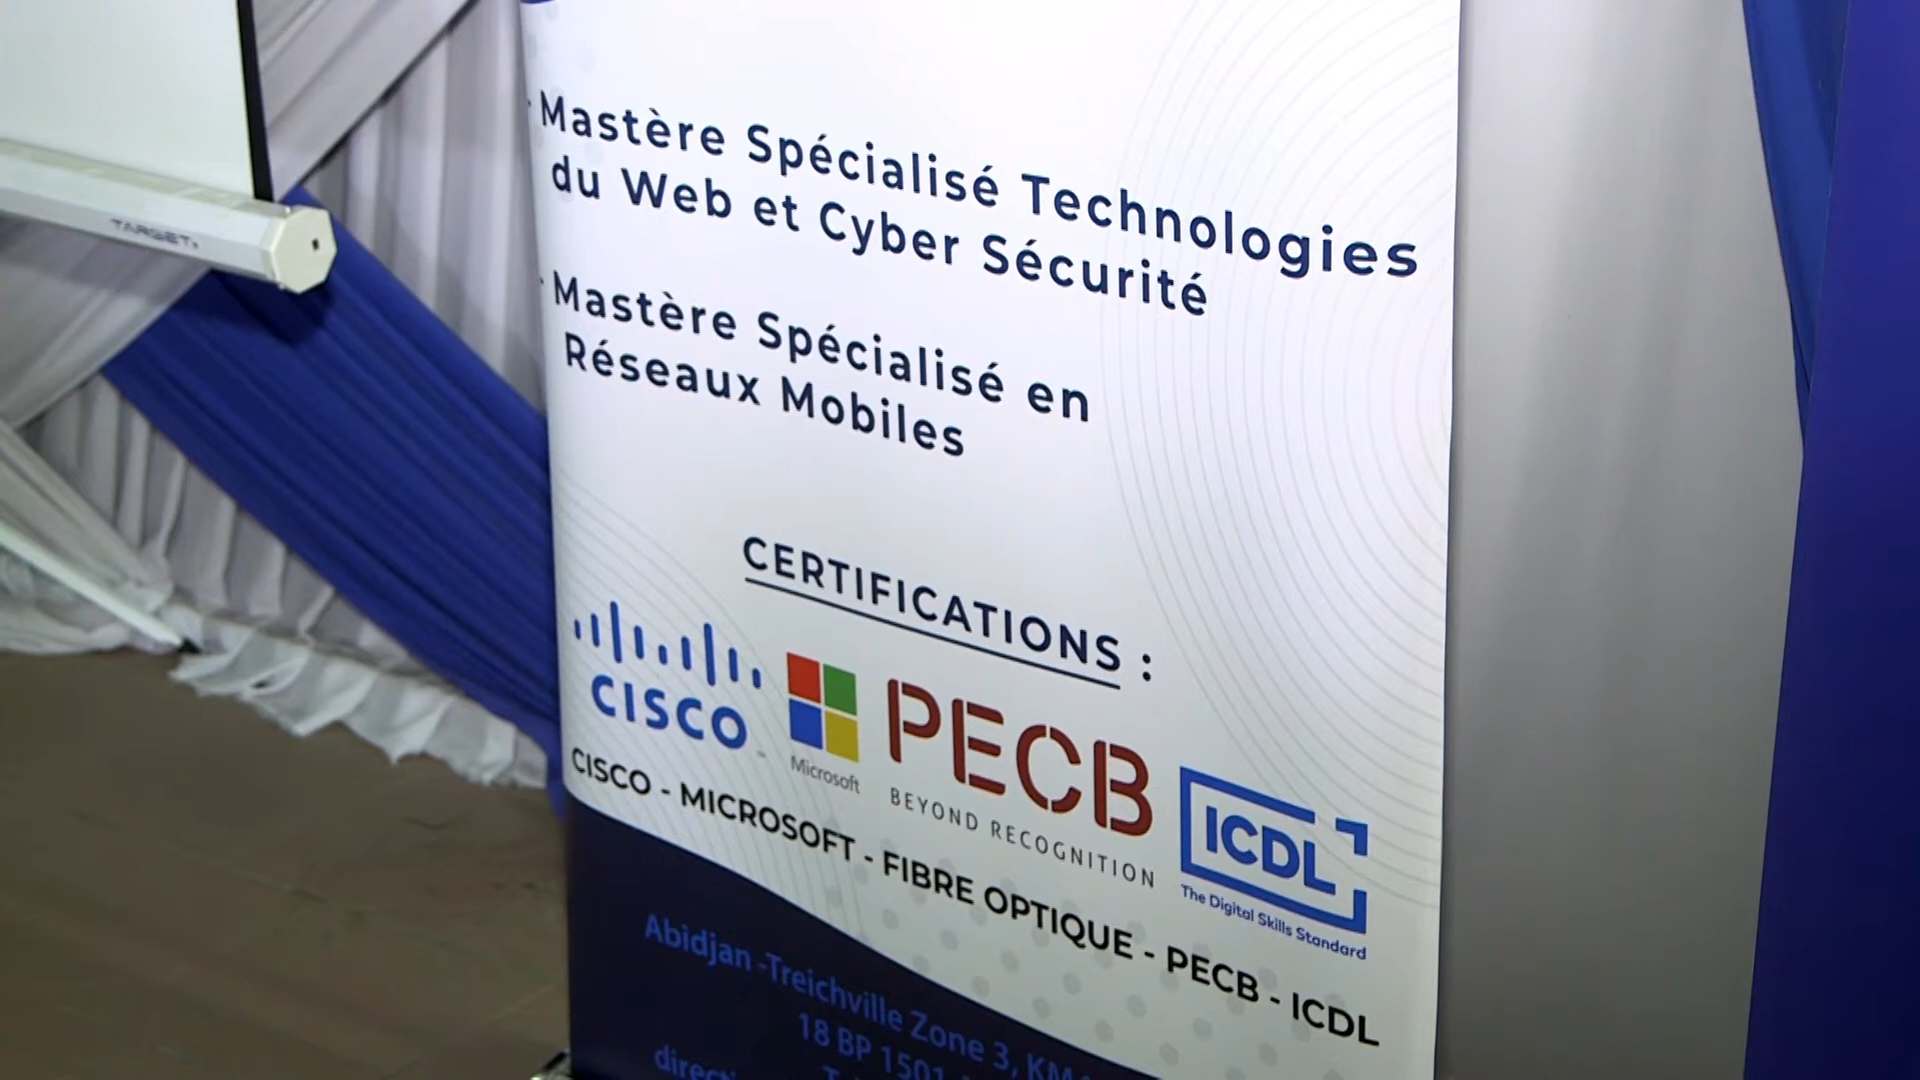 TARGET
Mastère Spécialisé Technologies
du Web et Cyber Sécurité
Mastère Spécialisé en
Réseaux Mobiles
CERTIFICATIONS :
CISCO
Microsoft
PECB
BEYOND RECOGNITION
ICDL
The Digital Skills Standard
CISCO - MICROSOFT - FIBRE OPTIQUE - PECB - ICDL
Abidjan -Treichville Zone 3, KM
18 BP 1501